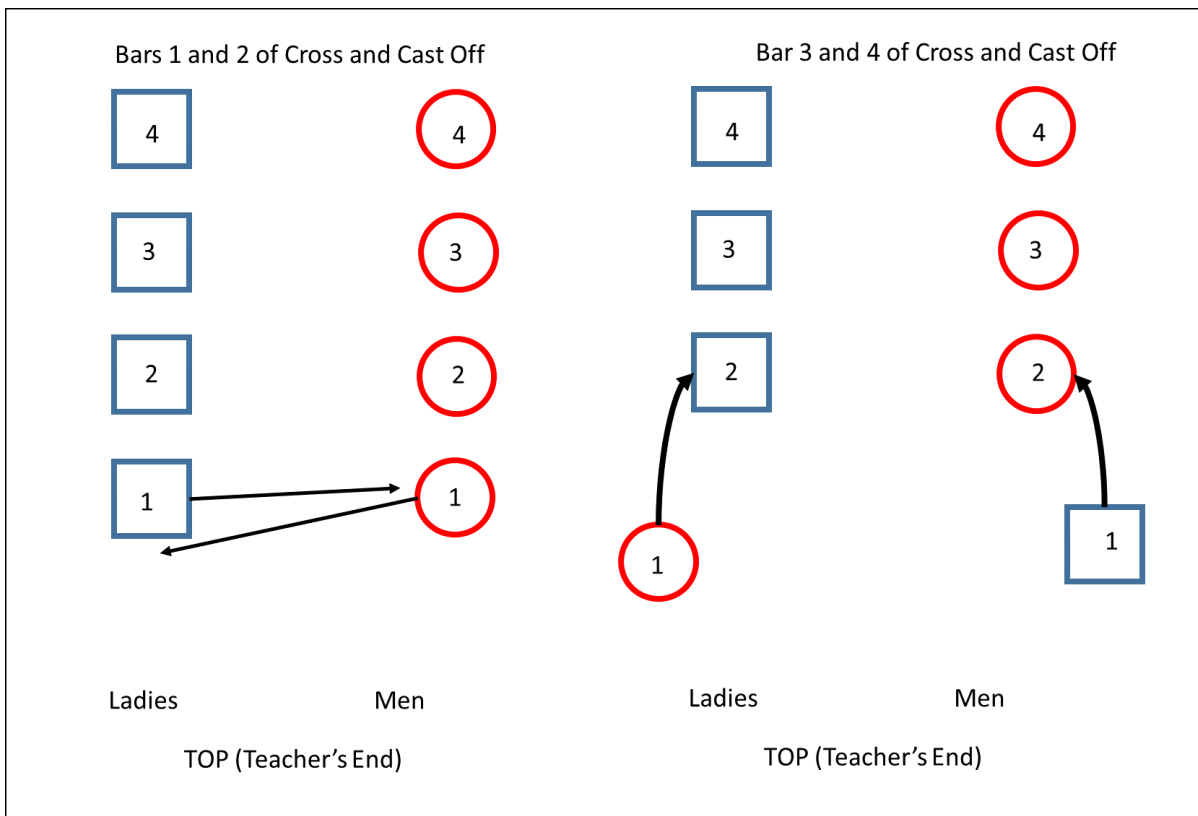 Bars 1 and 2 of Cross and Cast Off
4 4
3 3
2 2
1 1
Ladies Men
TOP (Teacher's End)
Bar 3 and 4 of Cross and Cast Off
4 4
3 3
2 2
1 1
Ladies Men
TOP (Teacher's End)